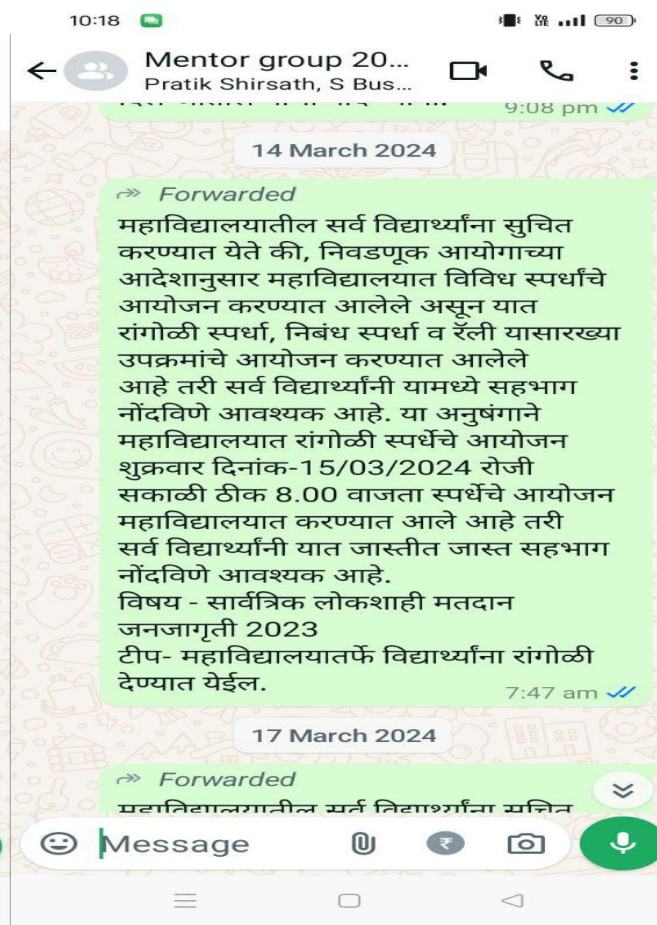 10:18
90
Mentor group 20...
Pratik Shirsath, S Bus...
9:08 pm
14 March 2024
Forwarded
महाविद्यालयातील सर्व विद्यार्थ्यांना सुचित
करण्यात येते की, निवडणूक आयोगाच्या
आदेशानुसार महाविद्यालयात विविध स्पर्धांचे
आयोजन करण्यात आलेले असून यात
रांगोळी स्पर्धा, निबंध स्पर्धा व रॅली यासारख्या
उपक्रमांचे आयोजन करण्यात आलेले
आहे तरी सर्व विद्यार्थ्यांनी यामध्ये सहभाग
नोंदविणे आवश्यक आहे. या अनुषंगाने
महाविद्यालयात रांगोळी स्पर्धेचे आयोजन
शुक्रवार दिनांक-15/03/2024 रोजी
सकाळी ठीक 8.00 वाजता स्पर्धेचे आयोजन
महाविद्यालयात करण्यात आले आहे तरी
सर्व विद्यार्थ्यांनी यात जास्तीत जास्त सहभाग
नोंदविणे आवश्यक आहे.
विषय - सार्वत्रिक लोकशाही मतदान
जनजागृती 2023
टीप- महाविद्यालयातर्फे विद्यार्थ्यांना रांगोळी
देण्यात येईल.
7:47 am
17 March 2024
Forwarded
महाविद्यालयातील सर्व विद्यार्थ्यांना सुचित
Message